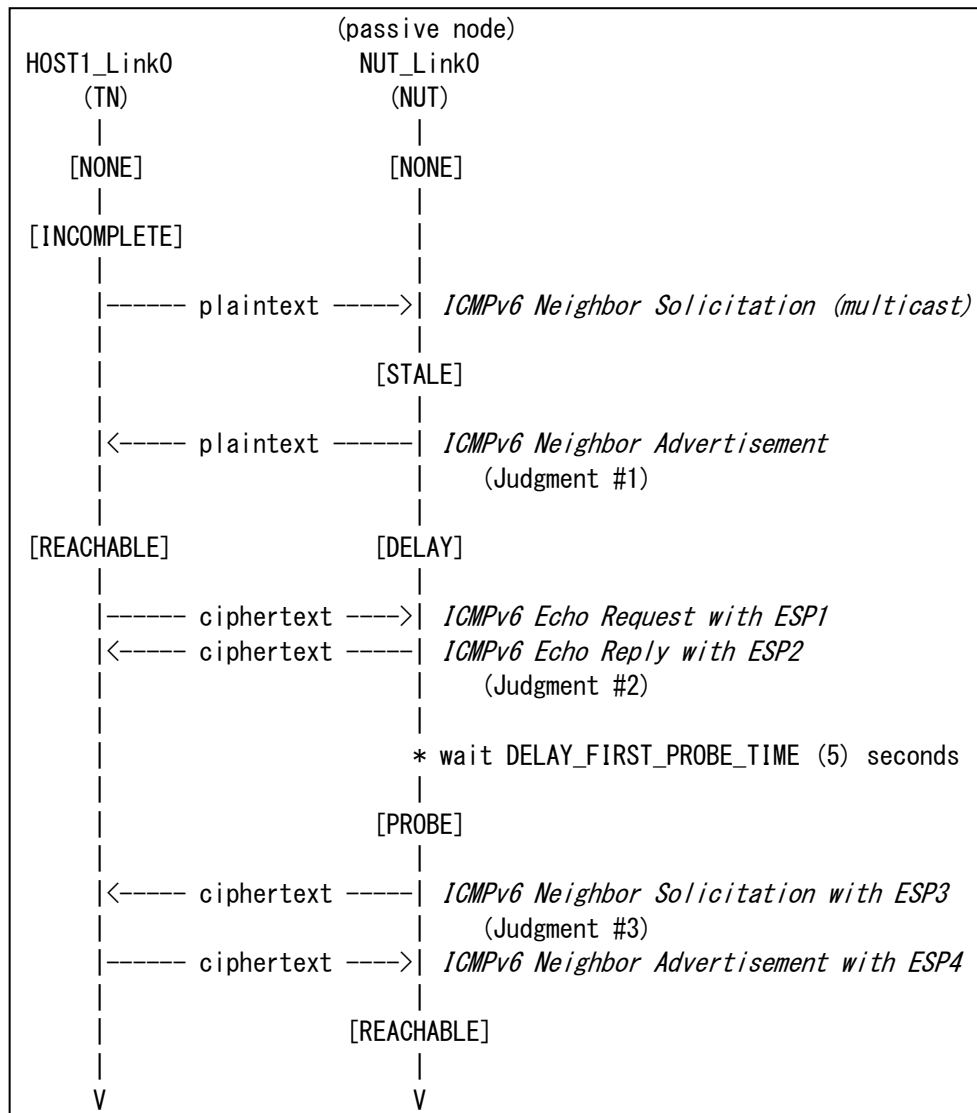 (passive node)
HOST1_Link0 NUT_Link0
(TN) (NUT)
| |
[NONE] [NONE]
| |
[INCOMPLETE] |
| |
|------ plaintext ----->| ICMPv6 Neighbor Solicitation (multicast)
| |
| [STALE]
| |
|<----- plaintext ------| ICMPv6 Neighbor Advertisement
| | (Judgment #1)
| |
[REACHABLE] [DELAY]
| |
|------ ciphertext ---->| ICMPv6 Echo Request with ESP1
|<----- ciphertext -----| ICMPv6 Echo Reply with ESP2
| | (Judgment #2)
| |
| * wait DELAY_FIRST_PROBE_TIME (5) seconds
| |
| [PROBE]
| |
|<----- ciphertext -----| ICMPv6 Neighbor Solicitation with ESP3
| | (Judgment #3)
|------ ciphertext ---->| ICMPv6 Neighbor Advertisement with ESP4
| |
| [REACHABLE]
| |
V V